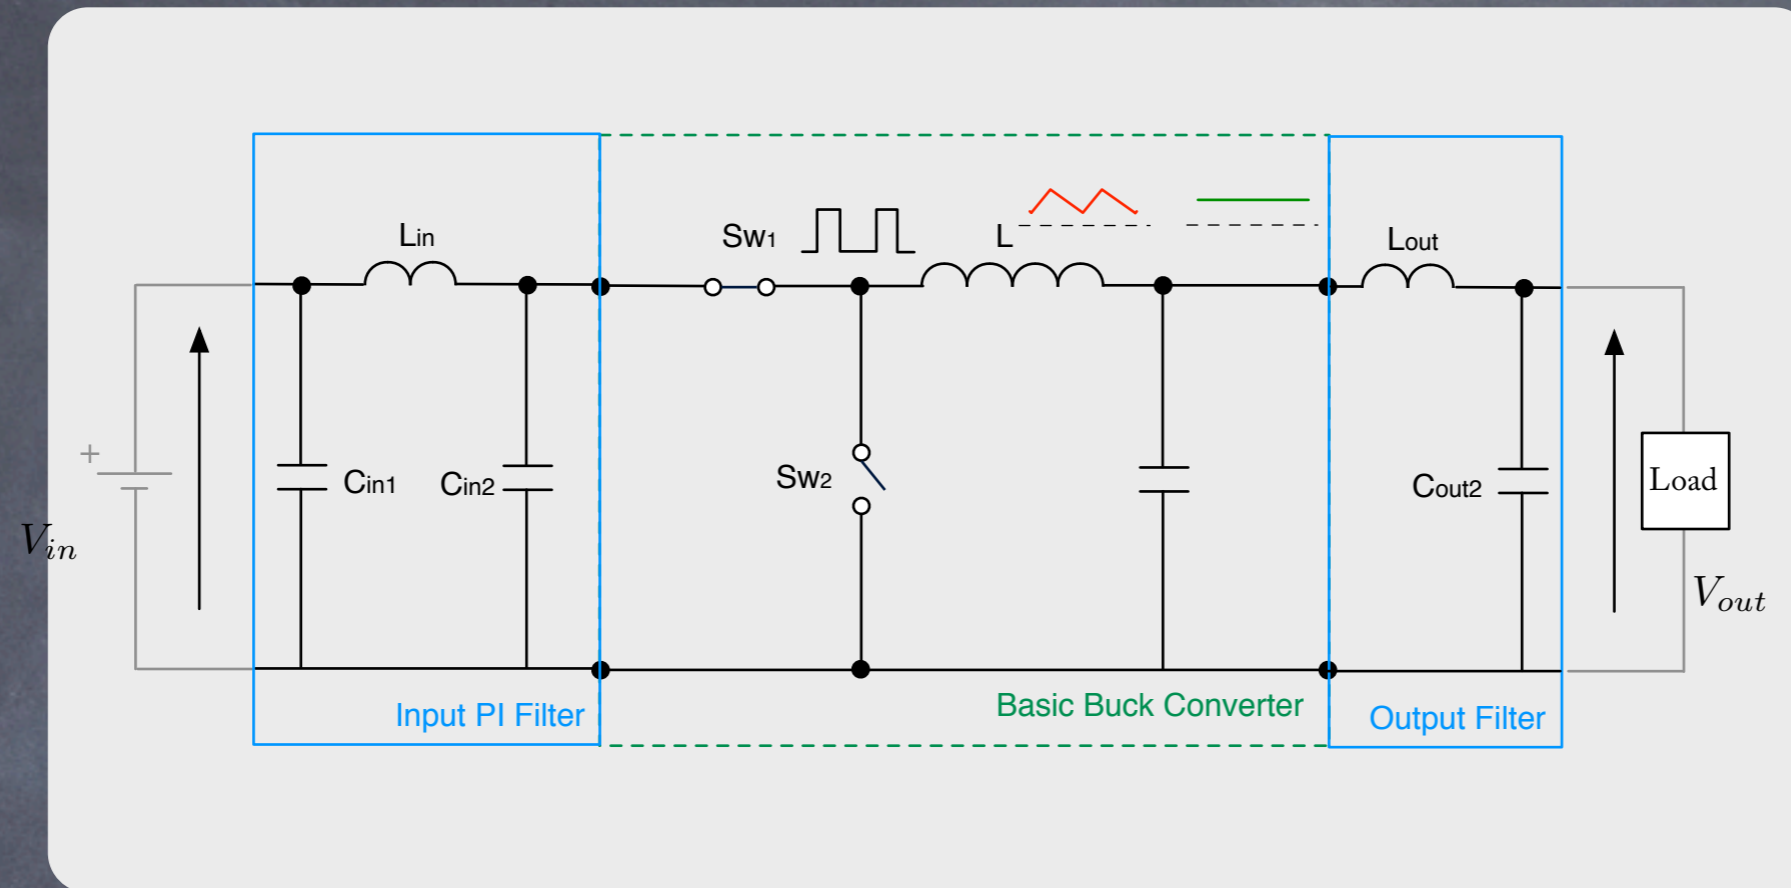 Lin
Sw1
L
Lout
+
Cin1
Cin2
Sw2
Cout2
Load
Vin
Vout
Basic Buck Converter
Input PI Filter
Output Filter